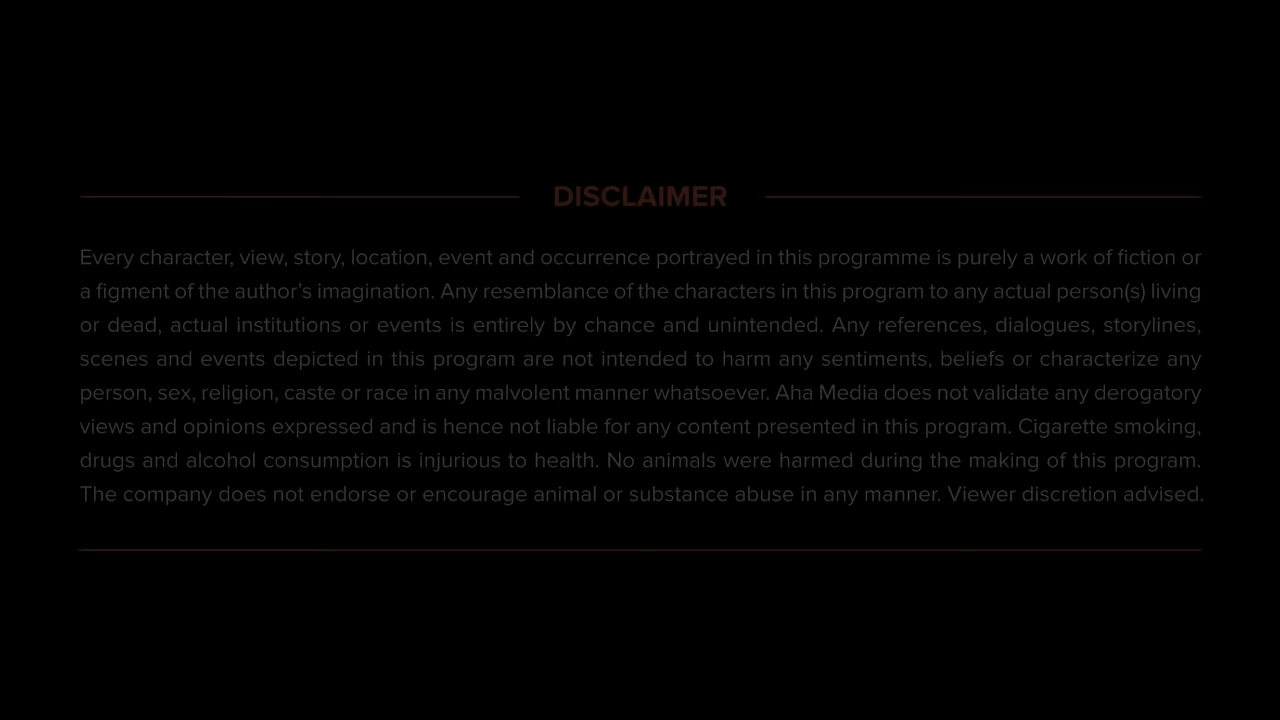 DISCLAIMER
Every character, view, story, location, event and occurrence portrayed in this programme is purely a work of fiction or
a figment of the author's imagination. Any resemblance of the characters in this program to any actual person(s) living
or dead, actual institutions or events is entirely by chance and unintended. Any references, dialogues, storylines,
scenes and events depicted in this program are not intended to harm any sentiments, beliefs or characterize any
person, sex, religion, caste or race in any malvolent manner whatsoever. Aha Media does not validate any derogatory
views and opinions expressed and is hence not liable for any content presented in this program. Cigarette smoking,
drugs and alcohol consumption is injurious to health. No animals were harmed during the making of this program.
The company does not endorse or encourage animal or substance abuse in any manner. Viewer discretion advised.